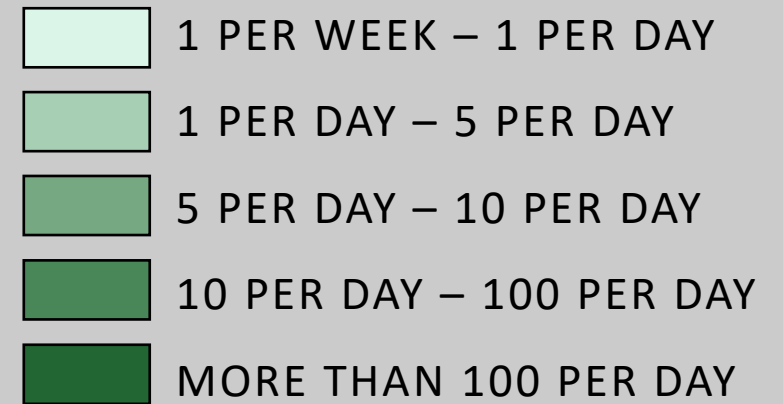 1 PER WEEK – 1 PER DAY
1 PER DAY – 5 PER DAY
5 PER DAY – 10 PER DAY
10 PER DAY – 100 PER DAY
MORE THAN 100 PER DAY